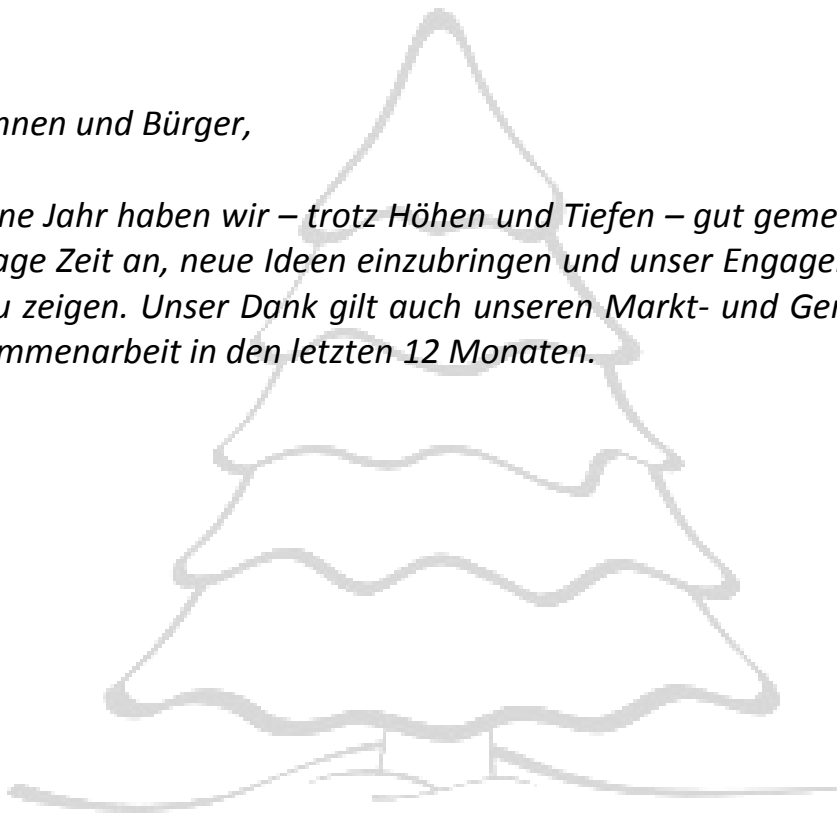 nnen und Bürger,
ne Jahr haben wir – trotz Höhen und Tiefen – gut geme
age Zeit an, neue Ideen einzubringen und unser Engage
u zeigen. Unser Dank gilt auch unseren Markt- und Ge
mmenarbeit in den letzten 12 Monaten.